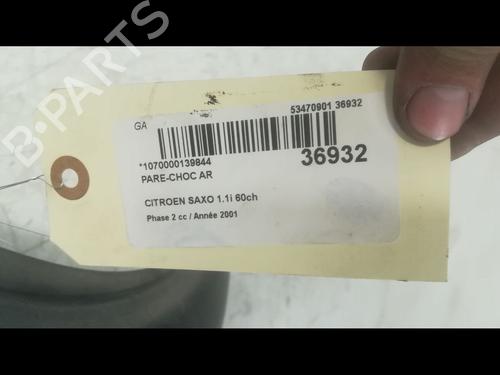 B-PARTS
GA
53470901 36932
*1070000139844
36932
PARE-CHOC AR
CITROEN SAXO 1.1i 60ch
Phase 2 cc / Année 2001